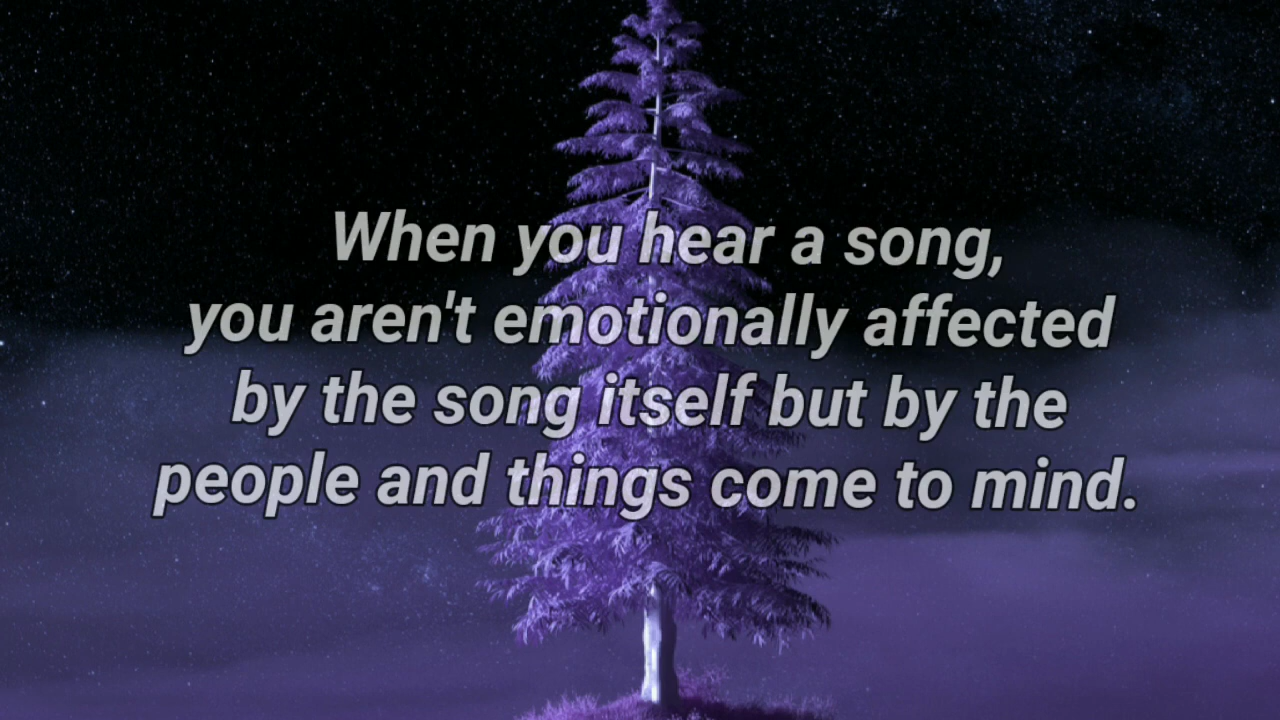 When you hear a song,
you aren't emotionally affected
by the song itself but by the
people and things come to mind.